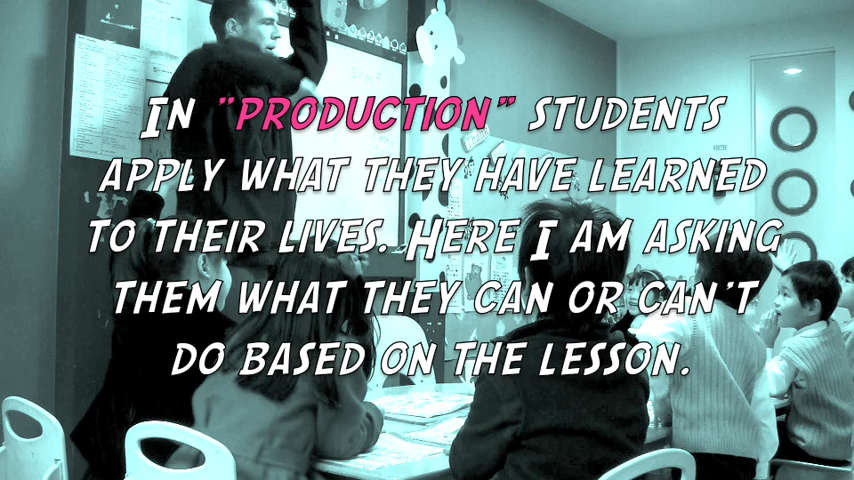 In "production" students
apply what they have learned
to their lives. Here I am asking
them what they can or can't
do based on the lesson.